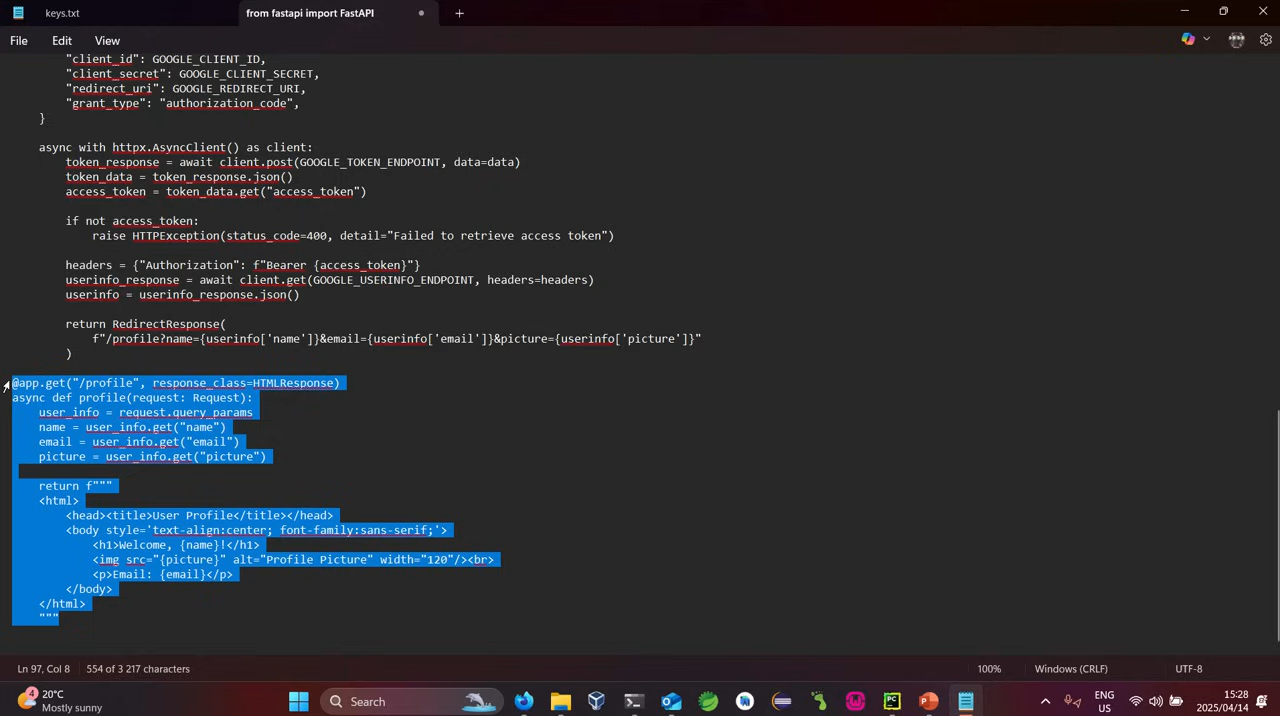 keys.txt
from fastapi import FastAPI
File Edit View
"client_id": GOOGLE_CLIENT_ID,
"client_secret": GOOGLE_CLIENT_SECRET,
"redirect_uri": GOOGLE_REDIRECT_URI,
"grant_type": "authorization_code",
}
async with httpx.AsyncClient() as client:
token_response = await client.post(GOOGLE_TOKEN_ENDPOINT, data=data)
token_data = token_response.json()
access_token = token_data.get("access_token")
if not access_token:
raise HTTPException(status_code=400, detail="Failed to retrieve access token")
headers = {"Authorization": f"Bearer {access_token}"}
userinfo_response = await client.get(GOOGLE_USERINFO_ENDPOINT, headers=headers)
userinfo = userinfo_response.json()
return RedirectResponse(
f"/profile?name={userinfo['name']}&email={userinfo['email']}&picture={userinfo['picture']}"
)
@app.get("/profile", response_class=HTMLResponse)
async def profile(request: Request):
user_info = request.query_params
name = user_info.get("name")
email = user_info.get("email")
picture = user_info.get("picture")
return f"""
<html>
<head><title>User Profile</title></head>
<body style='text-align:center; font-family:sans-serif;'>
<h1>Welcome, {name}!</h1>
<img src="{picture}" alt="Profile Picture" width="120"/><br>
<p>Email: {email}</p>
</body>
</html>
"""
Ln 97, Col 8 554 of 3 217 characters 100% Windows (CRLF) UTF-8
4
20°C
Mostly sunny
Search
PC
P
ENG
US
15:28
2025/04/14